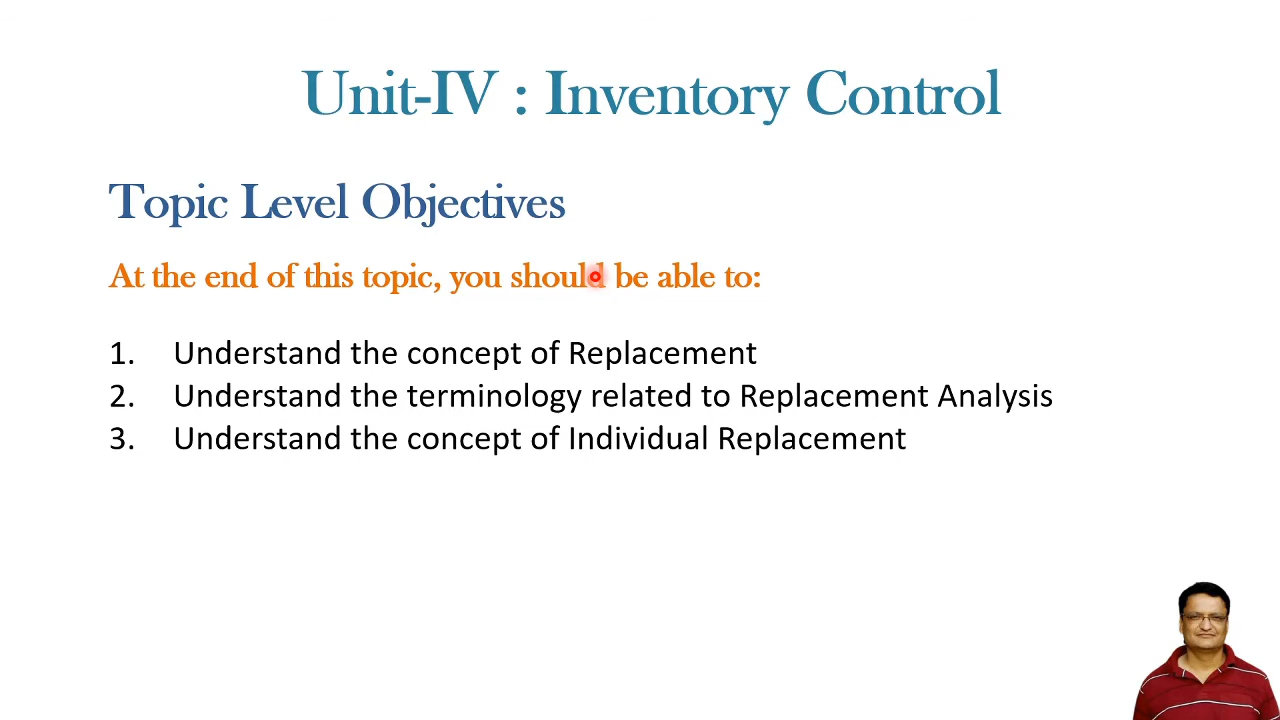 Unit-IV : Inventory Control
Topic Level Objectives
At the end of this topic, you should be able to:
1. Understand the concept of Replacement
2. Understand the terminology related to Replacement Analysis
3. Understand the concept of Individual Replacement